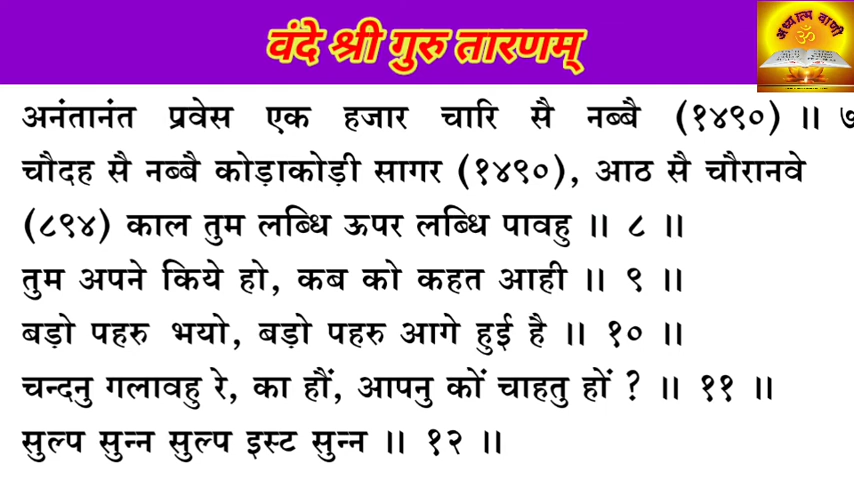 वंदे श्री गुरु तारणम्
अध्यात्म वाणी
ॐ
अनंतानंत प्रवेस एक हजार चारि सै नब्बै (१४९०) ॥ ७
चौदह सै नब्बै कोड़ाकोड़ी सागर (१४९०), आठ सै चौरानवे
(८९४) काल तुम लब्धि ऊपर लब्धि पावहु ॥ ८ ॥
तुम अपने किये हो, कब को कहत आही ॥ ९ ॥
बड़ो पहरु भयो, बड़ो पहरु आगे हुई है ॥ १० ॥
चन्दनु गलावहु रे, का हौं, आपनु कों चाहतु हों ? ॥ ११ ॥
सुल्प सुन्न सुल्प इस्ट सुन्न ॥ १२ ॥